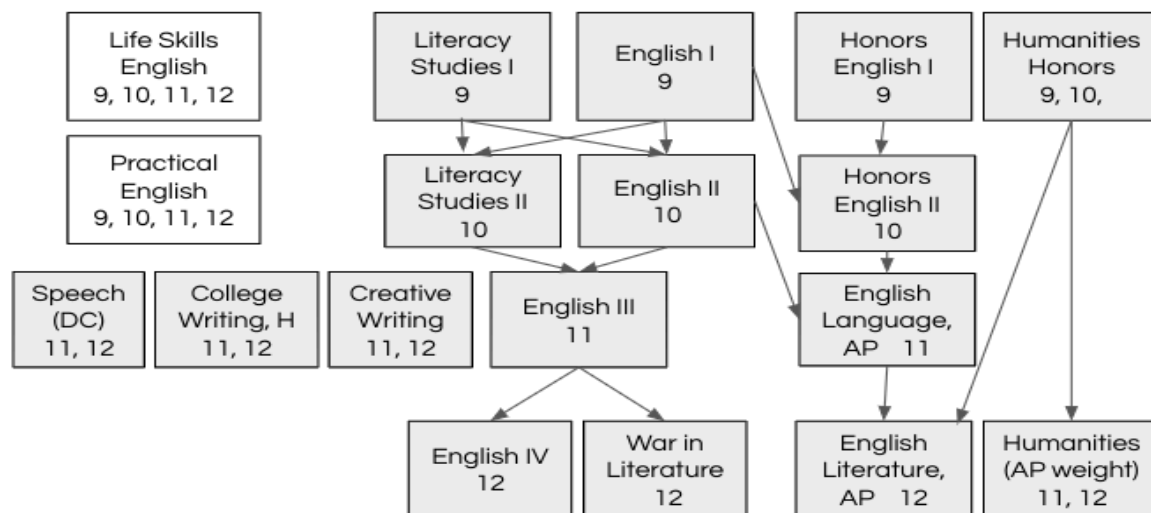 Life Skills
English
9, 10, 11, 12
Literacy
Studies I
9
English I
9
Honors
English I
9
Humanities
Honors
9, 10,
Practical
English
9, 10, 11, 12
Literacy
Studies II
10
English II
10
Honors
English II
10
Speech
(DC)
11, 12
College
Writing, H
11, 12
Creative
Writing
11, 12
English III
11
English
Language,
AP 11
English IV
12
War in
Literature
12
English
Literature,
AP 12
Humanities
(AP weight)
11, 12